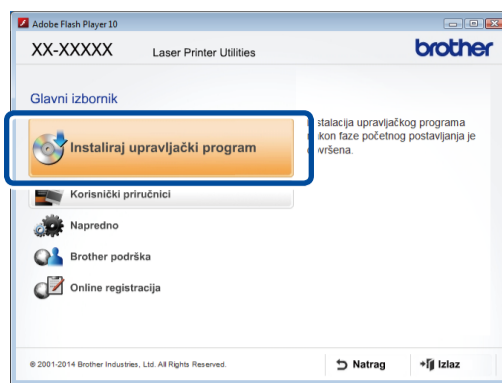 Adobe Flash Player 10
XX-XXXXX
Laser Printer Utilities
brother
Glavni izbornik
Instaliraj upravljački program
Korisnički priručnici
Napredno
Brother podrška
Online registracija
stalacija upravljačkog programa
kon faze početnog postavljanja je
vršena.
© 2001-2014 Brother Industries, Ltd. All Rights Reserved.
Natrag
Izlaz